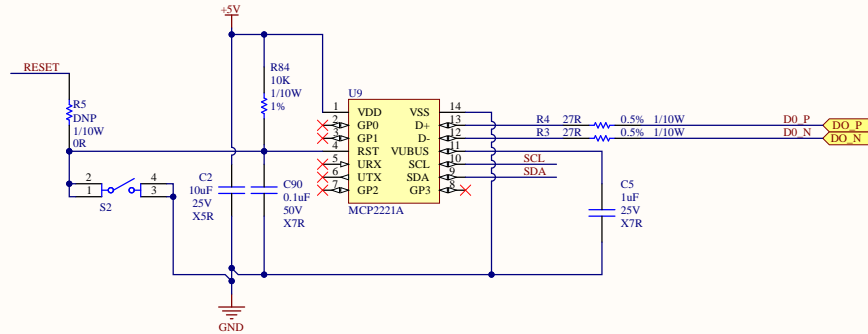 +5V
RESET
R84
10K
1/10W
1%
R5
DNP
1/10W
0R
U9
1 VDD VSS 14
2 GP0 D+ 13
3 GP1 D- 12
4 RST VUBUS 11
5 URX SCL 10
6 UTX SDA 9
7 GP2 GP3 8
MCP2221A
R4 27R 0.5% 1/10W D0_P DO_P
R3 27R 0.5% 1/10W D0_N DO_N
SCL
SDA
2 4
1 3
S2
C2
10uF
25V
X5R
C90
0.1uF
50V
X7R
C5
1uF
25V
X7R
GND